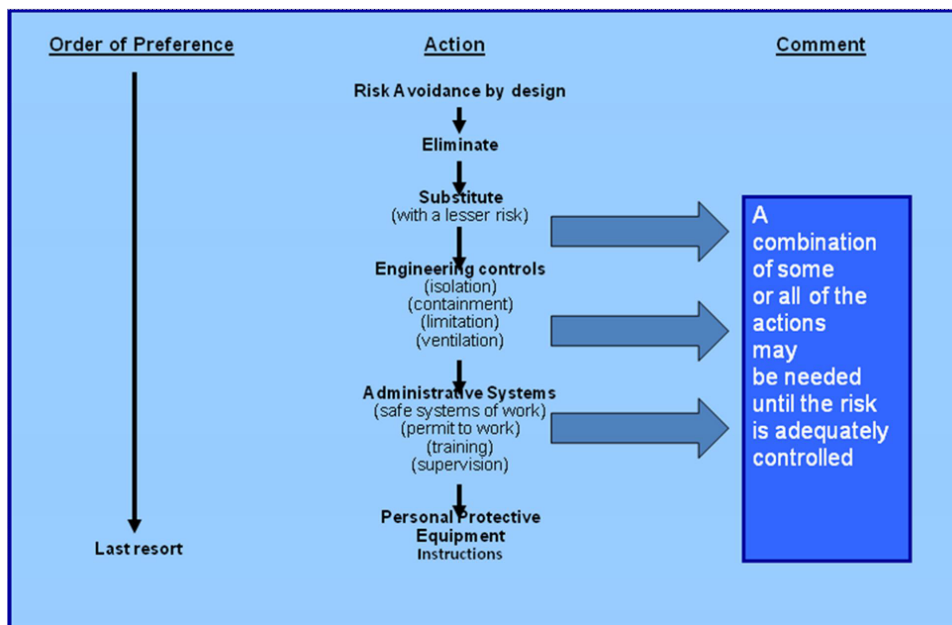 Order of Preference
Action
Comment
Risk Avoidance by design
Eliminate
Substitute
(with a lesser risk)
Engineering controls
(isolation)
(containment)
(limitation)
(ventilation)
Administrative Systems
(safe systems of work)
(permit to work)
(training)
(supervision)
Personal Protective
Equipment
Instructions
Last resort
A
combination
of some
or all of the
actions
may
be needed
until the risk
is adequately
controlled